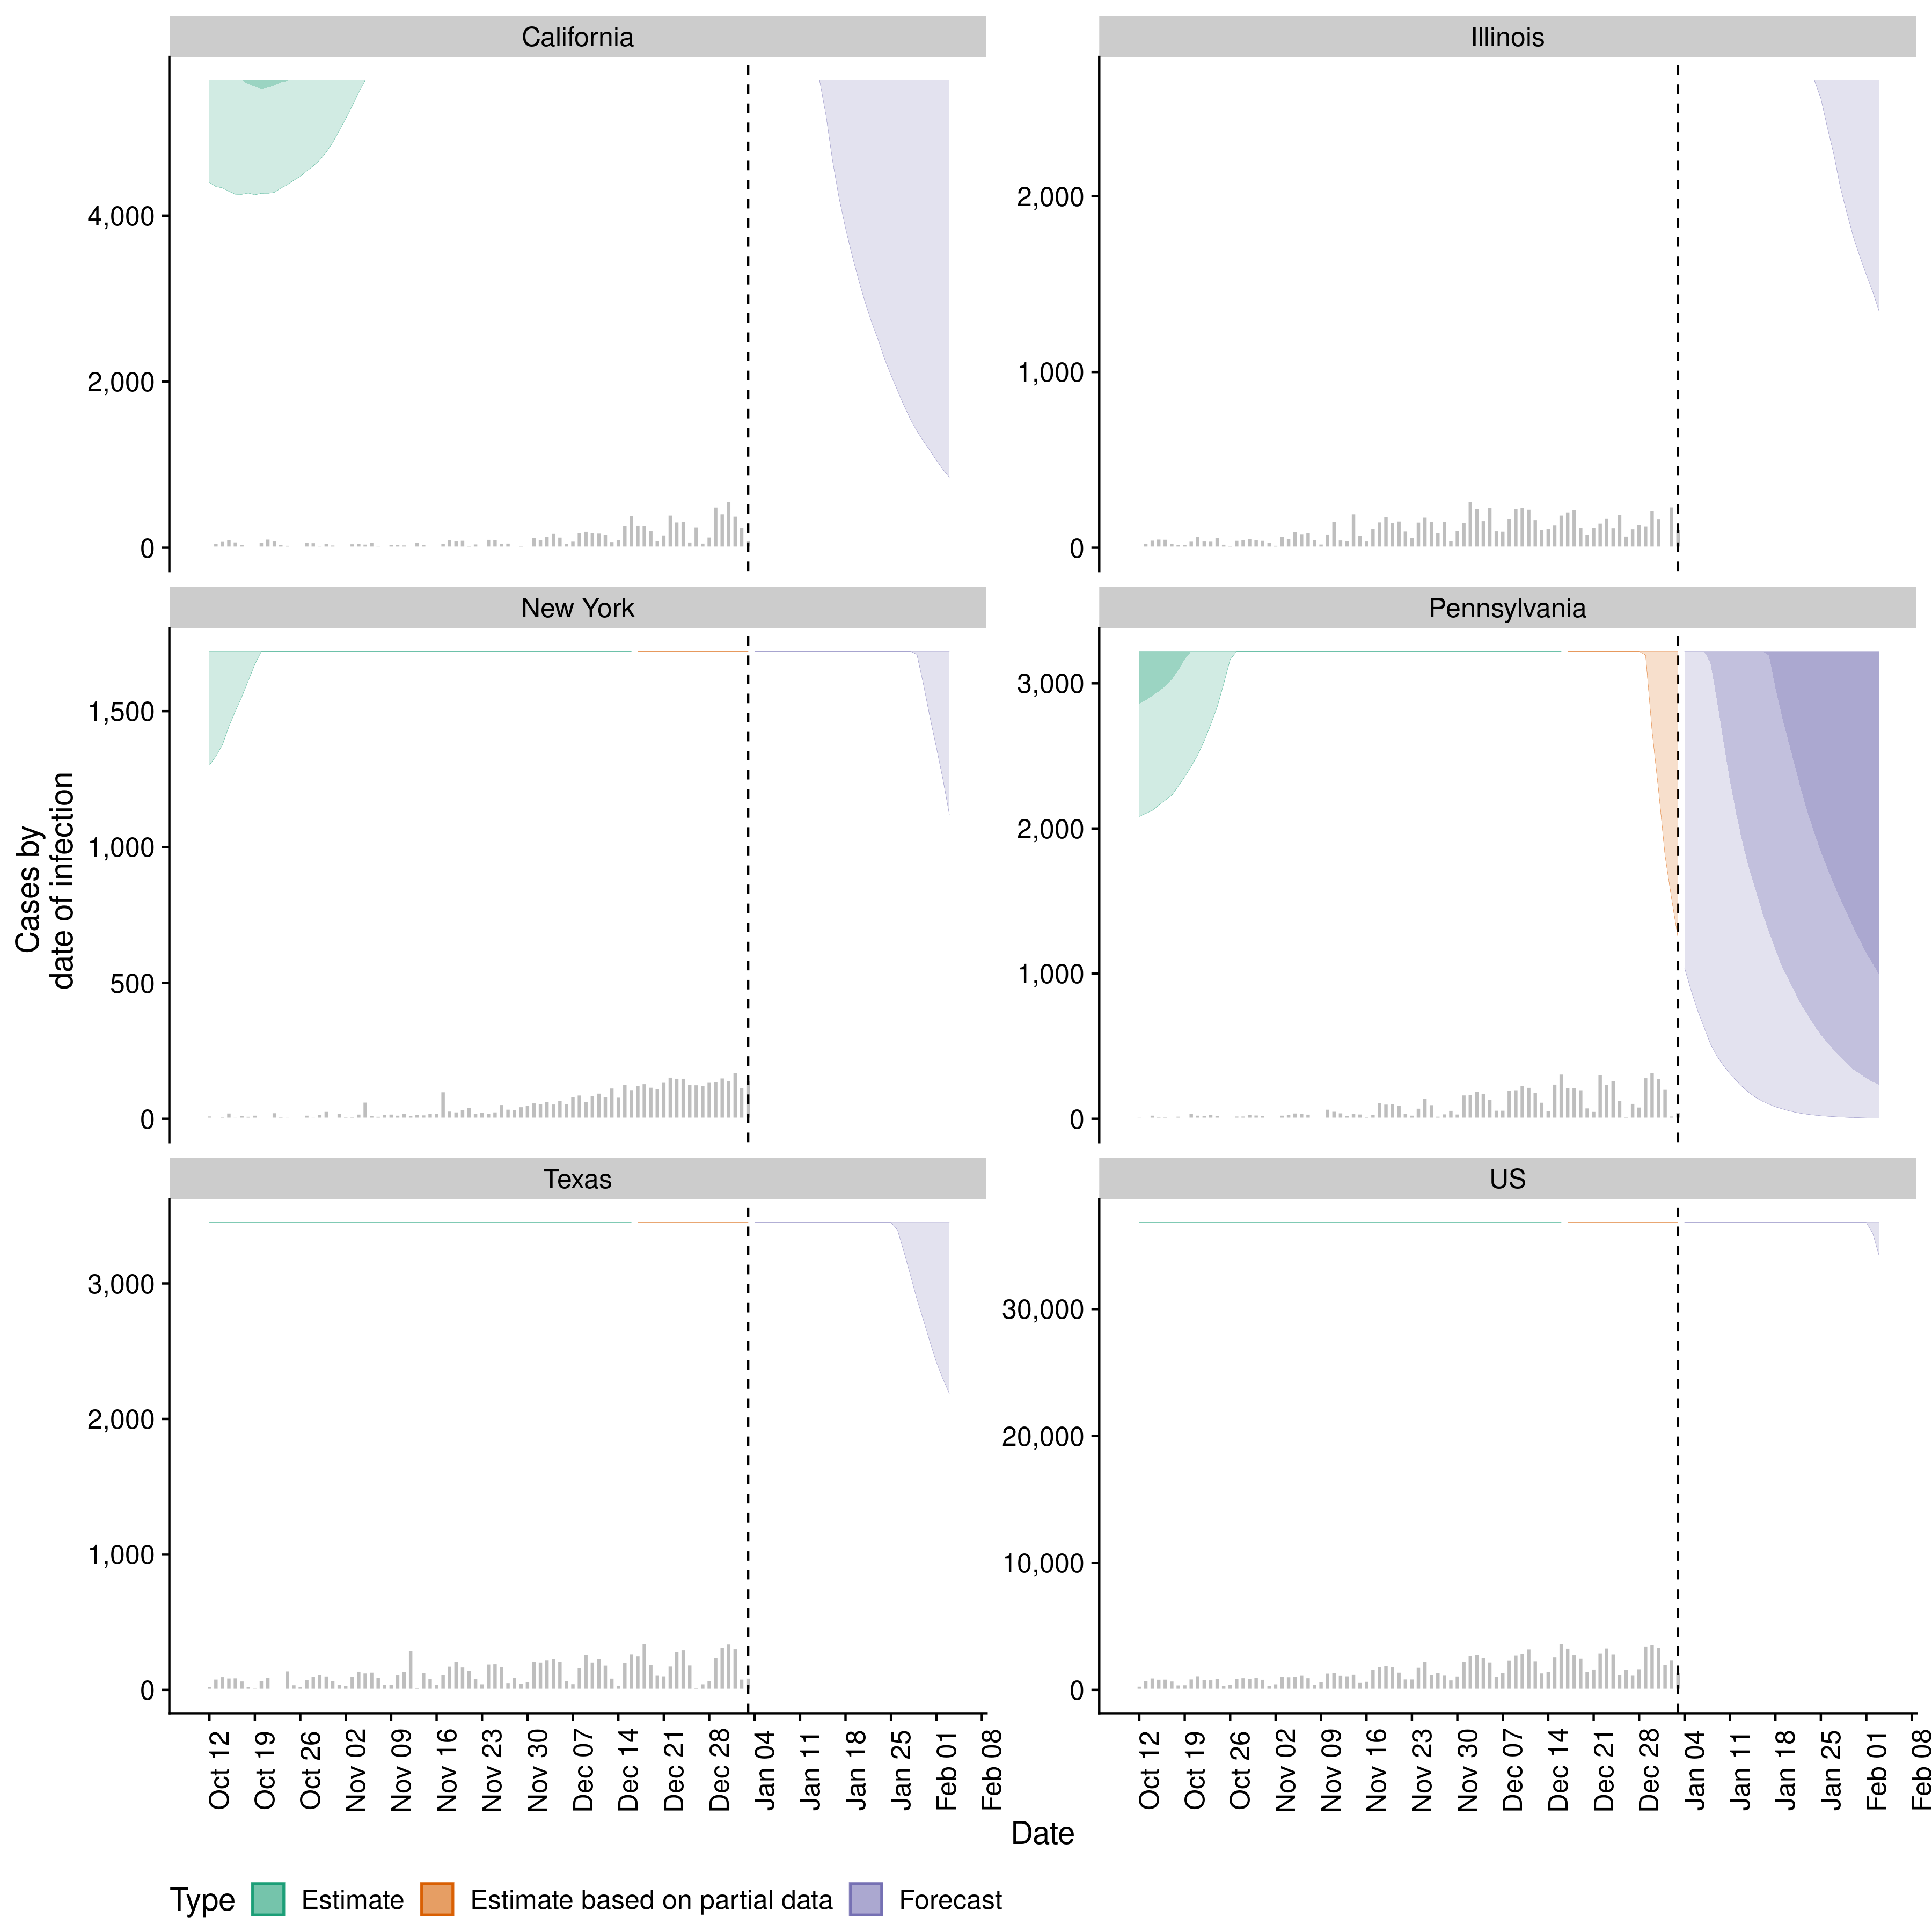 California
Illinois
4,000
2,000
0
2,000
1,000
0
New York
Pennsylvania
1,500
1,000
500
0
3,000
2,000
1,000
0
Cases by
date of infection
Texas
US
3,000
2,000
1,000
0
30,000
20,000
10,000
0
Oct 12 Oct 19 Oct 26 Nov 02 Nov 09 Nov 16 Nov 23 Nov 30 Dec 07 Dec 14 Dec 21 Dec 28 Jan 04 Jan 11 Jan 18 Jan 25 Feb 01 Feb 08
Oct 12 Oct 19 Oct 26 Nov 02 Nov 09 Nov 16 Nov 23 Nov 30 Dec 07 Dec 14 Dec 21 Dec 28 Jan 04 Jan 11 Jan 18 Jan 25 Feb 01 Feb 08
Date
Type Estimate Estimate based on partial data Forecast